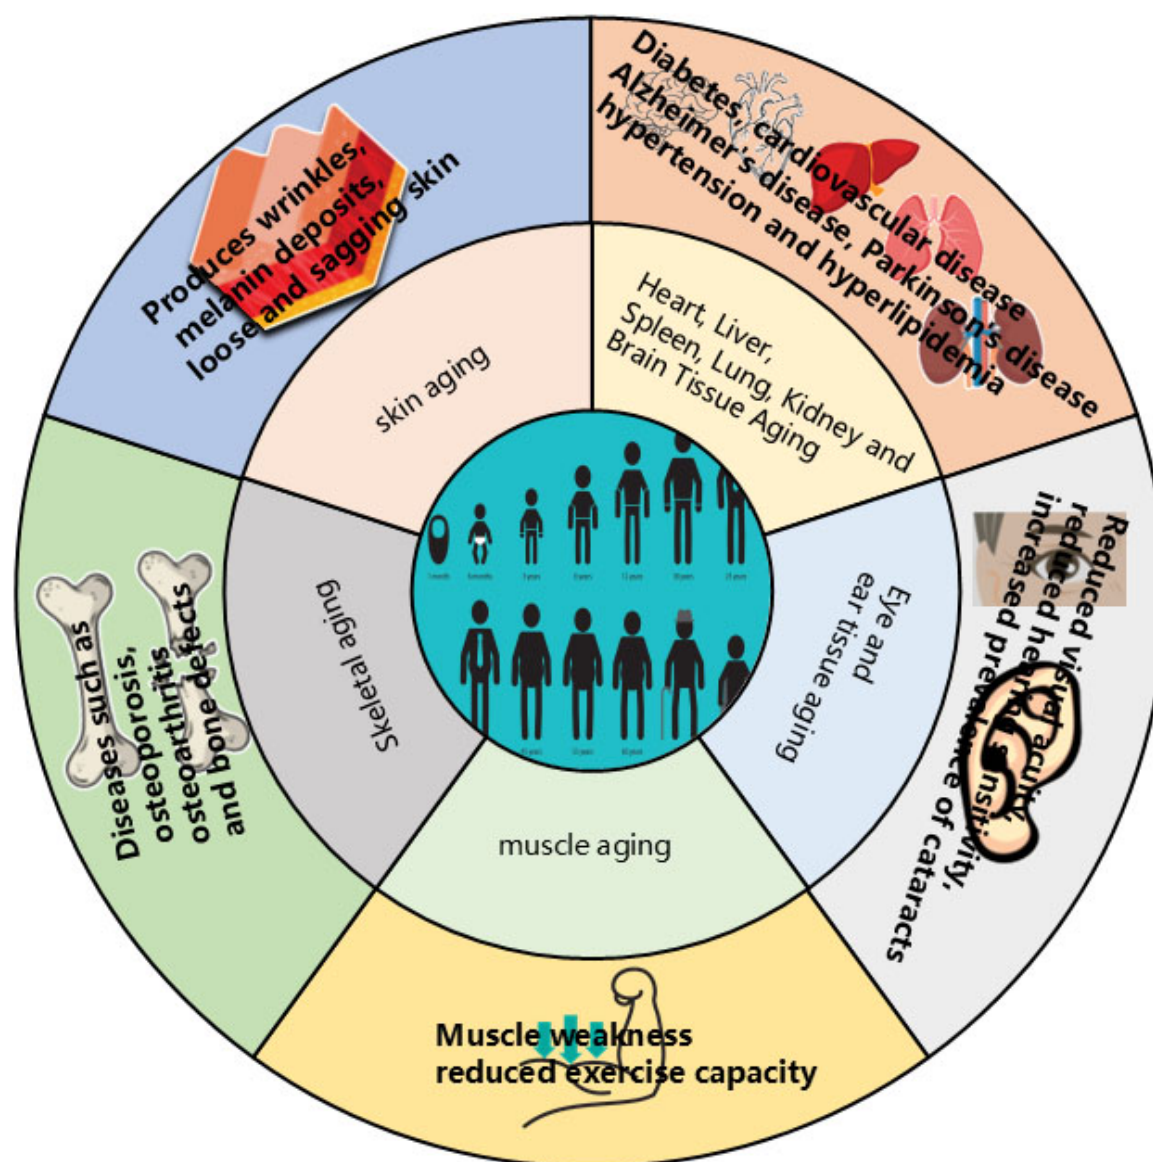 Produces wrinkles,
melanin deposits,
loose and sagging skin
skin aging
Diabetes, cardiovascular disease
Alzheimer's disease, Parkinson's disease
hypertension and hyperlipidemia
Heart, Liver,
Spleen, Lung, Kidney and
Brain Tissue Aging
Reduced visual acuity,
reduced hearing sensitivity,
increased prevalence of cataracts
Eye and
ear tissue aging
muscle aging
Muscle weakness
reduced exercise capacity
Skeletal aging
Diseases such as
osteoporosis,
osteoarthritis
and bone defects